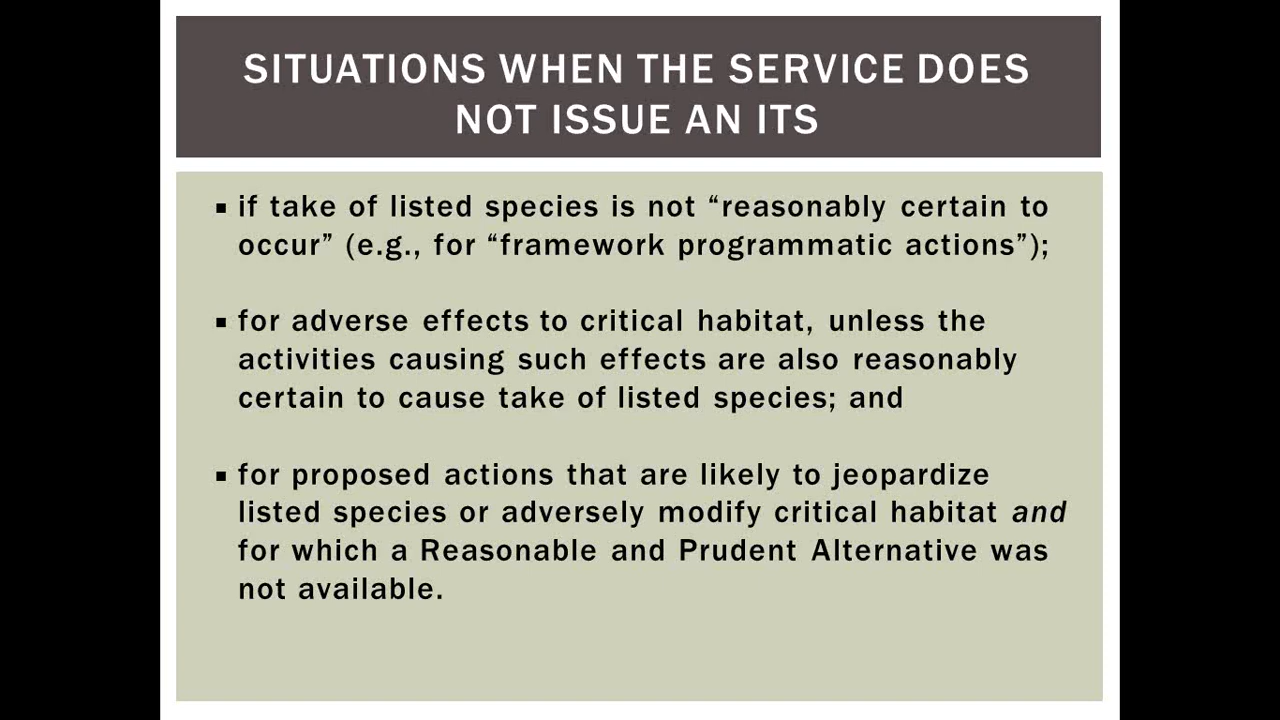 SITUATIONS WHEN THE SERVICE DOES
NOT ISSUE AN ITS
▪ if take of listed species is not “reasonably certain to
occur” (e.g., for “framework programmatic actions”);
▪ for adverse effects to critical habitat, unless the
activities causing such effects are also reasonably
certain to cause take of listed species; and
▪ for proposed actions that are likely to jeopardize
listed species or adversely modify critical habitat and
for which a Reasonable and Prudent Alternative was
not available.